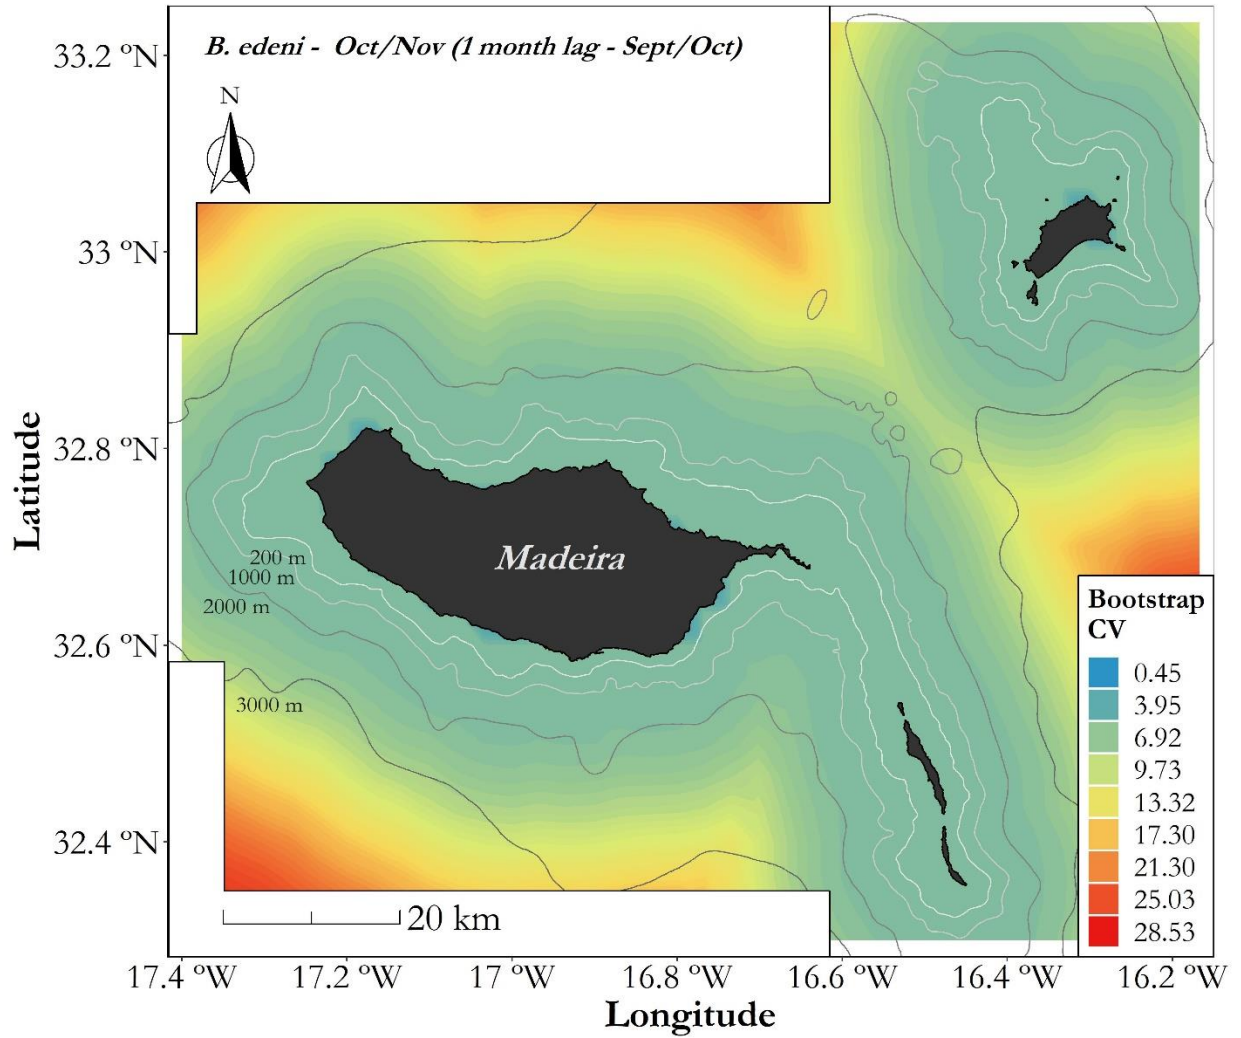 B. edeni - Oct/Nov (1 month lag - Sept/Oct)
N
33.2 ºN
33 ºN
32.8 ºN
32.6 ºN
32.4 ºN
Latitude
Madeira
200 m
1000 m
2000 m
3000 m
Bootstrap
CV
0.45
3.95
6.92
9.73
13.32
17.30
21.30
25.03
28.53
20 km
17.4 ºW
17.2 ºW
17 ºW
16.8 ºW
16.6 ºW
16.4 ºW
16.2 ºW
Longitude